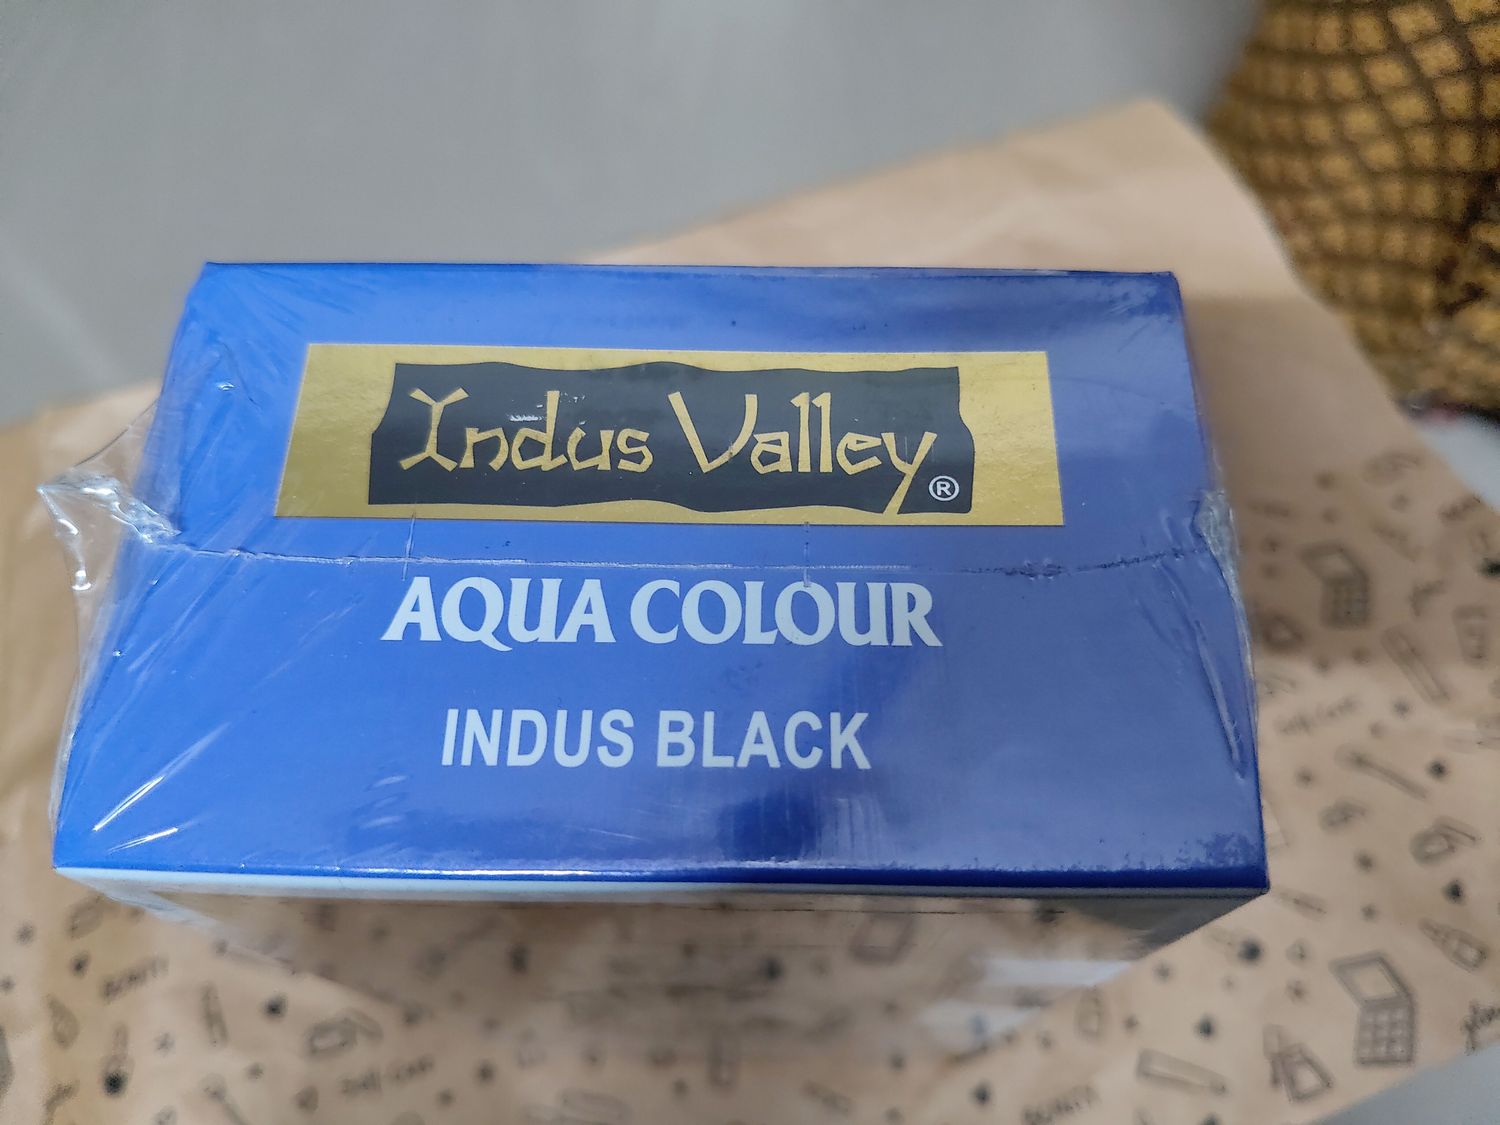 Indus Valley
®
AQUA COLOUR
INDUS BLACK